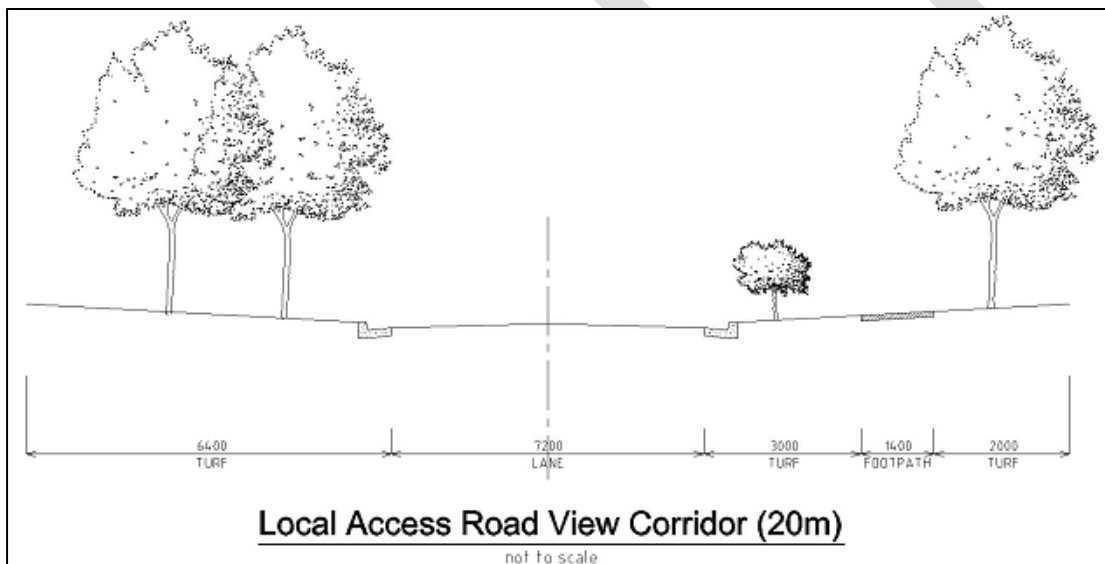 6400 7200 3000 1400 2000
TURF LANE TURF FOOTPATH TURF
Local Access Road View Corridor (20m)
not to scale